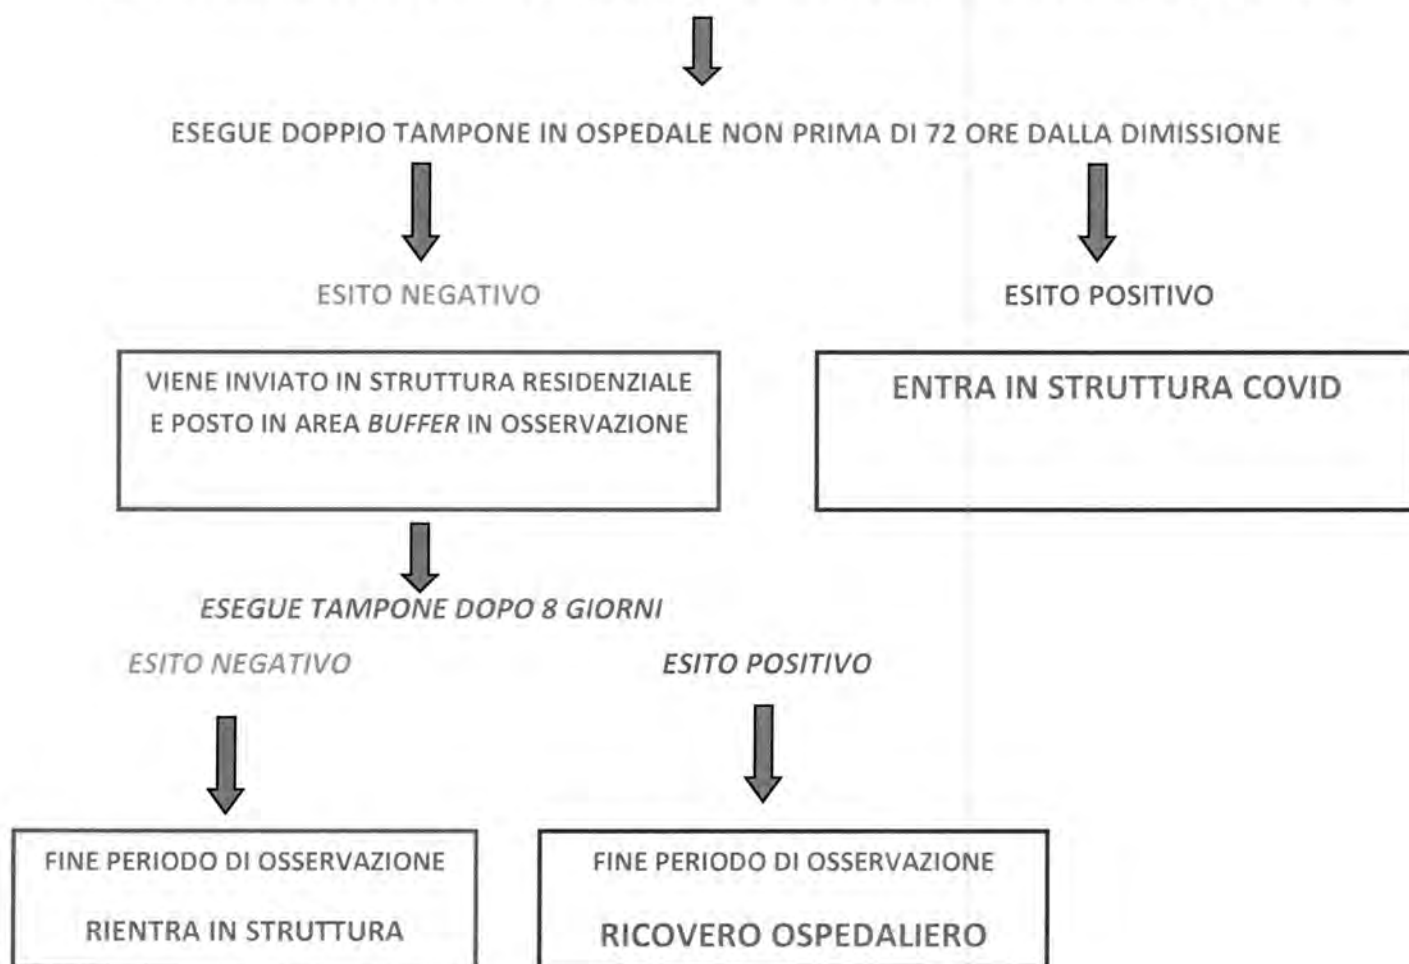 ESEGUE DOPPIO TAMPONE IN OSPEDALE NON PRIMA DI 72 ORE DALLA DIMISSIONE
ESITO NEGATIVO
ESITO POSITIVO
VIENE INVIATO IN STRUTTURA RESIDENZIALE
E POSTO IN AREA BUFFER IN OSSERVAZIONE
ENTRA IN STRUTTURA COVID
ESEGUE TAMPONE DOPO 8 GIORNI
ESITO NEGATIVO
ESITO POSITIVO
FINE PERIODO DI OSSERVAZIONE
RIENTRA IN STRUTTURA
FINE PERIODO DI OSSERVAZIONE
RICOVERO OSPEDALIERO